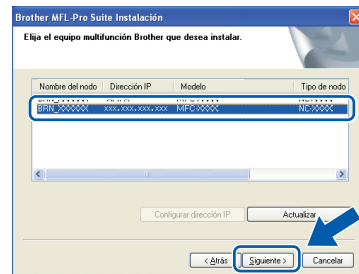 Brother MFL-Pro Suite Instalación
Elija el equipo multifunción Brother que desea instalar.
Nombre del nodo Dirección IP Modelo Tipo de nodo
BRN_XXXXXX xxx.xxx.xxx.xxx MFC-XXXX NC-XXXX
Configurar dirección IP Actualizar
< Atrás Siguiente > Cancelar